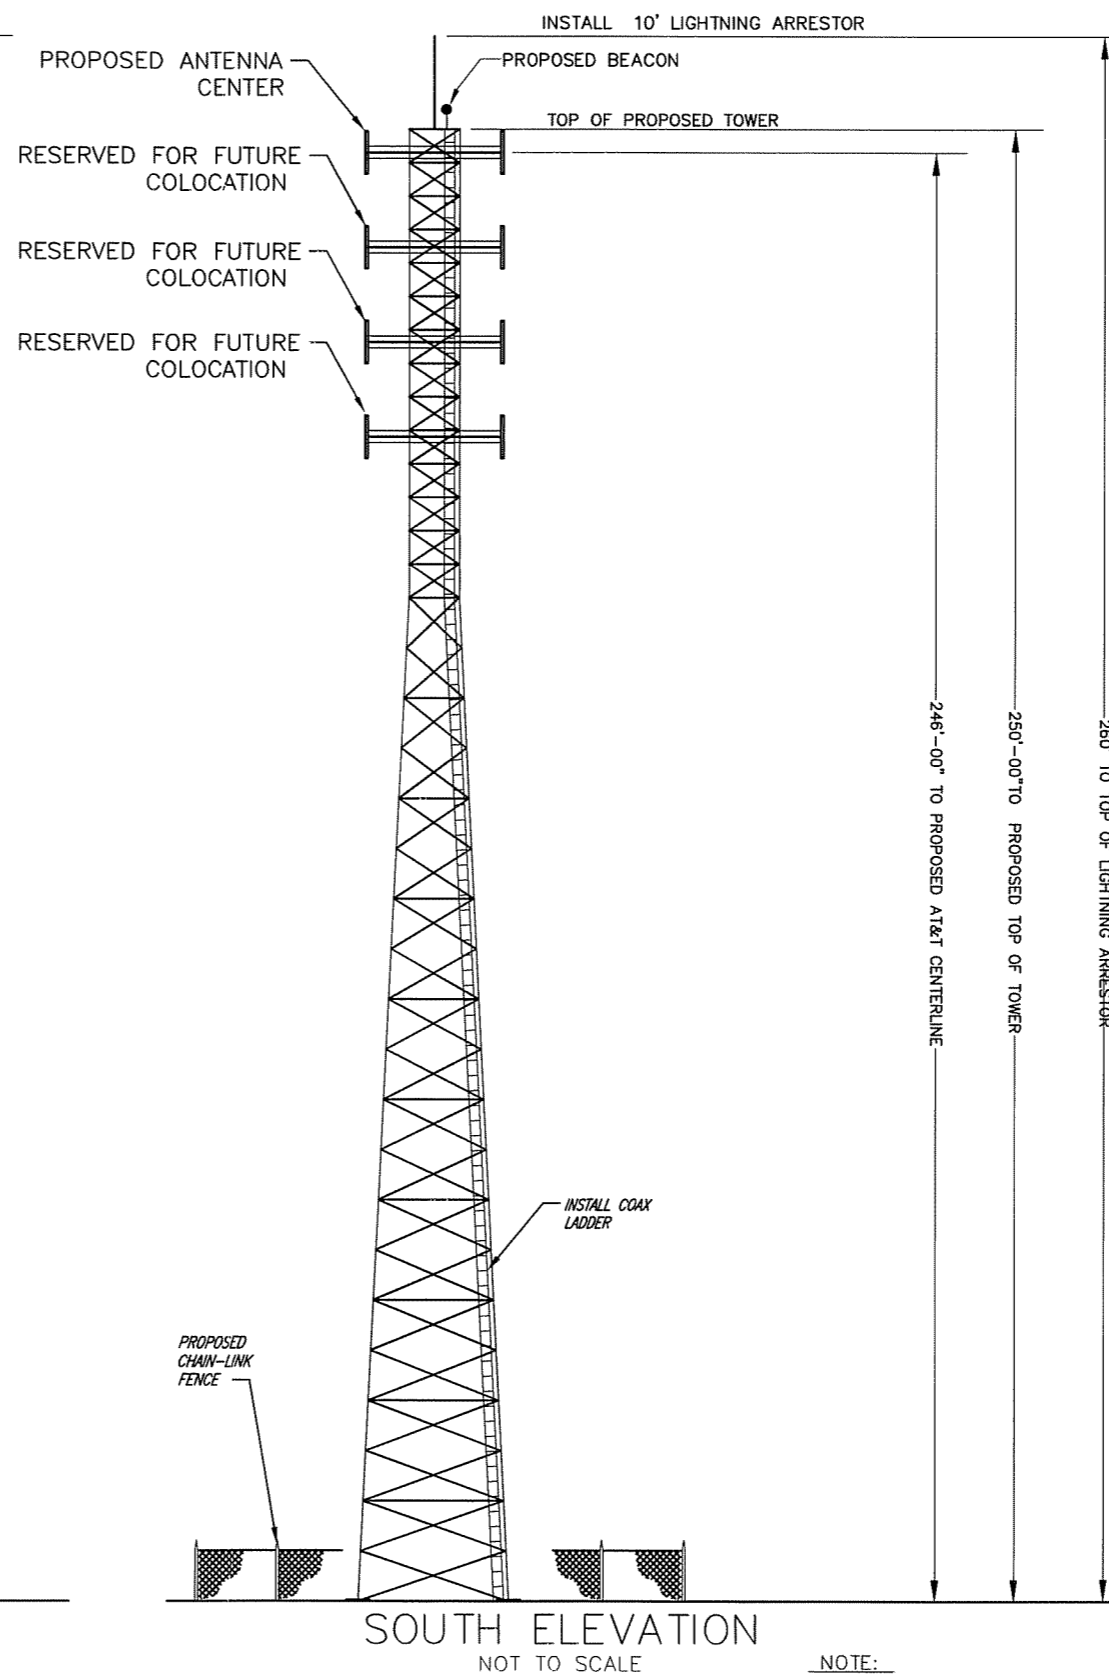 INSTALL 10' LIGHTNING ARRESTOR
PROPOSED ANTENNA
CENTER
PROPOSED BEACON
TOP OF PROPOSED TOWER
RESERVED FOR FUTURE
COLOCATION
RESERVED FOR FUTURE
COLOCATION
RESERVED FOR FUTURE
COLOCATION
246'-00" TO PROPOSED AT&T CENTERLINE
250'-00"TO PROPOSED TOP OF TOWER
260' TO TOP OF LIGHTNING ARRESTOR
INSTALL COAX
LADDER
PROPOSED
CHAIN-LINK
FENCE
SOUTH ELEVATION
NOT TO SCALE
NOTE: